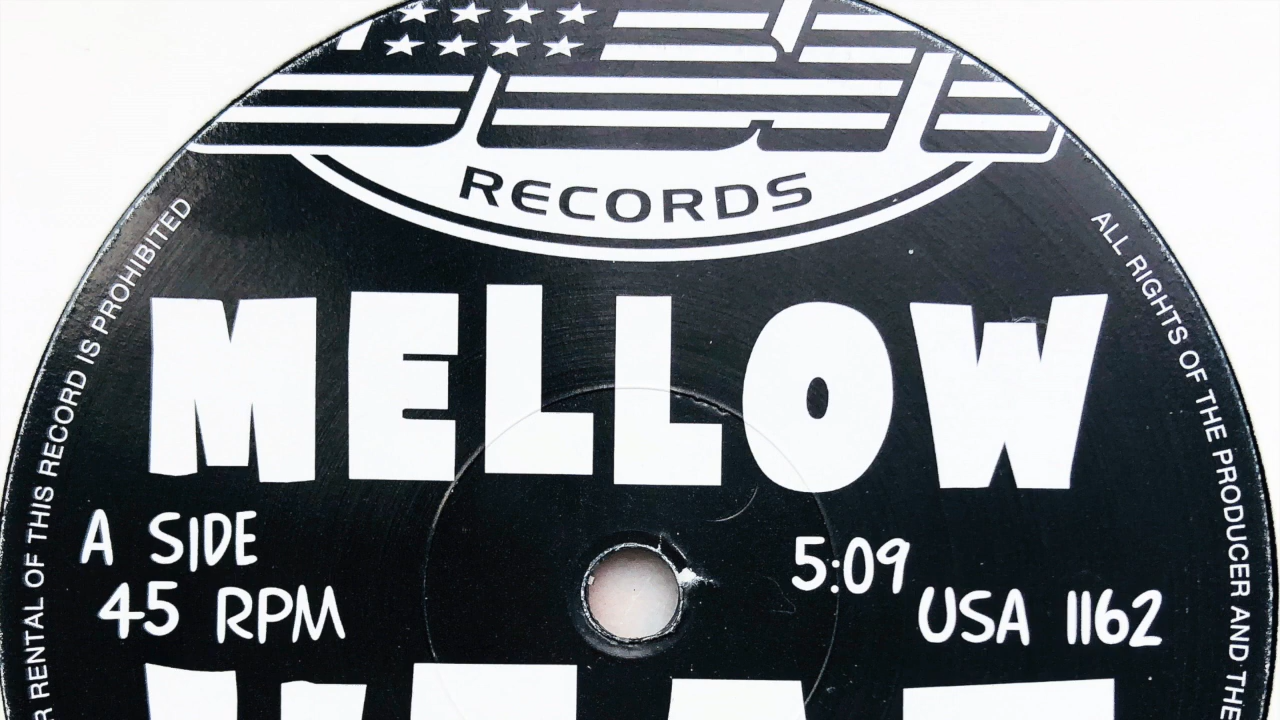 RECORDS
R RENTAL OF THIS RECORD IS PROHIBITED
ALL RIGHTS OF THE PRODUCER AND THE
MELLOW
A SIDE
45 RPM
5:09
USA 1162